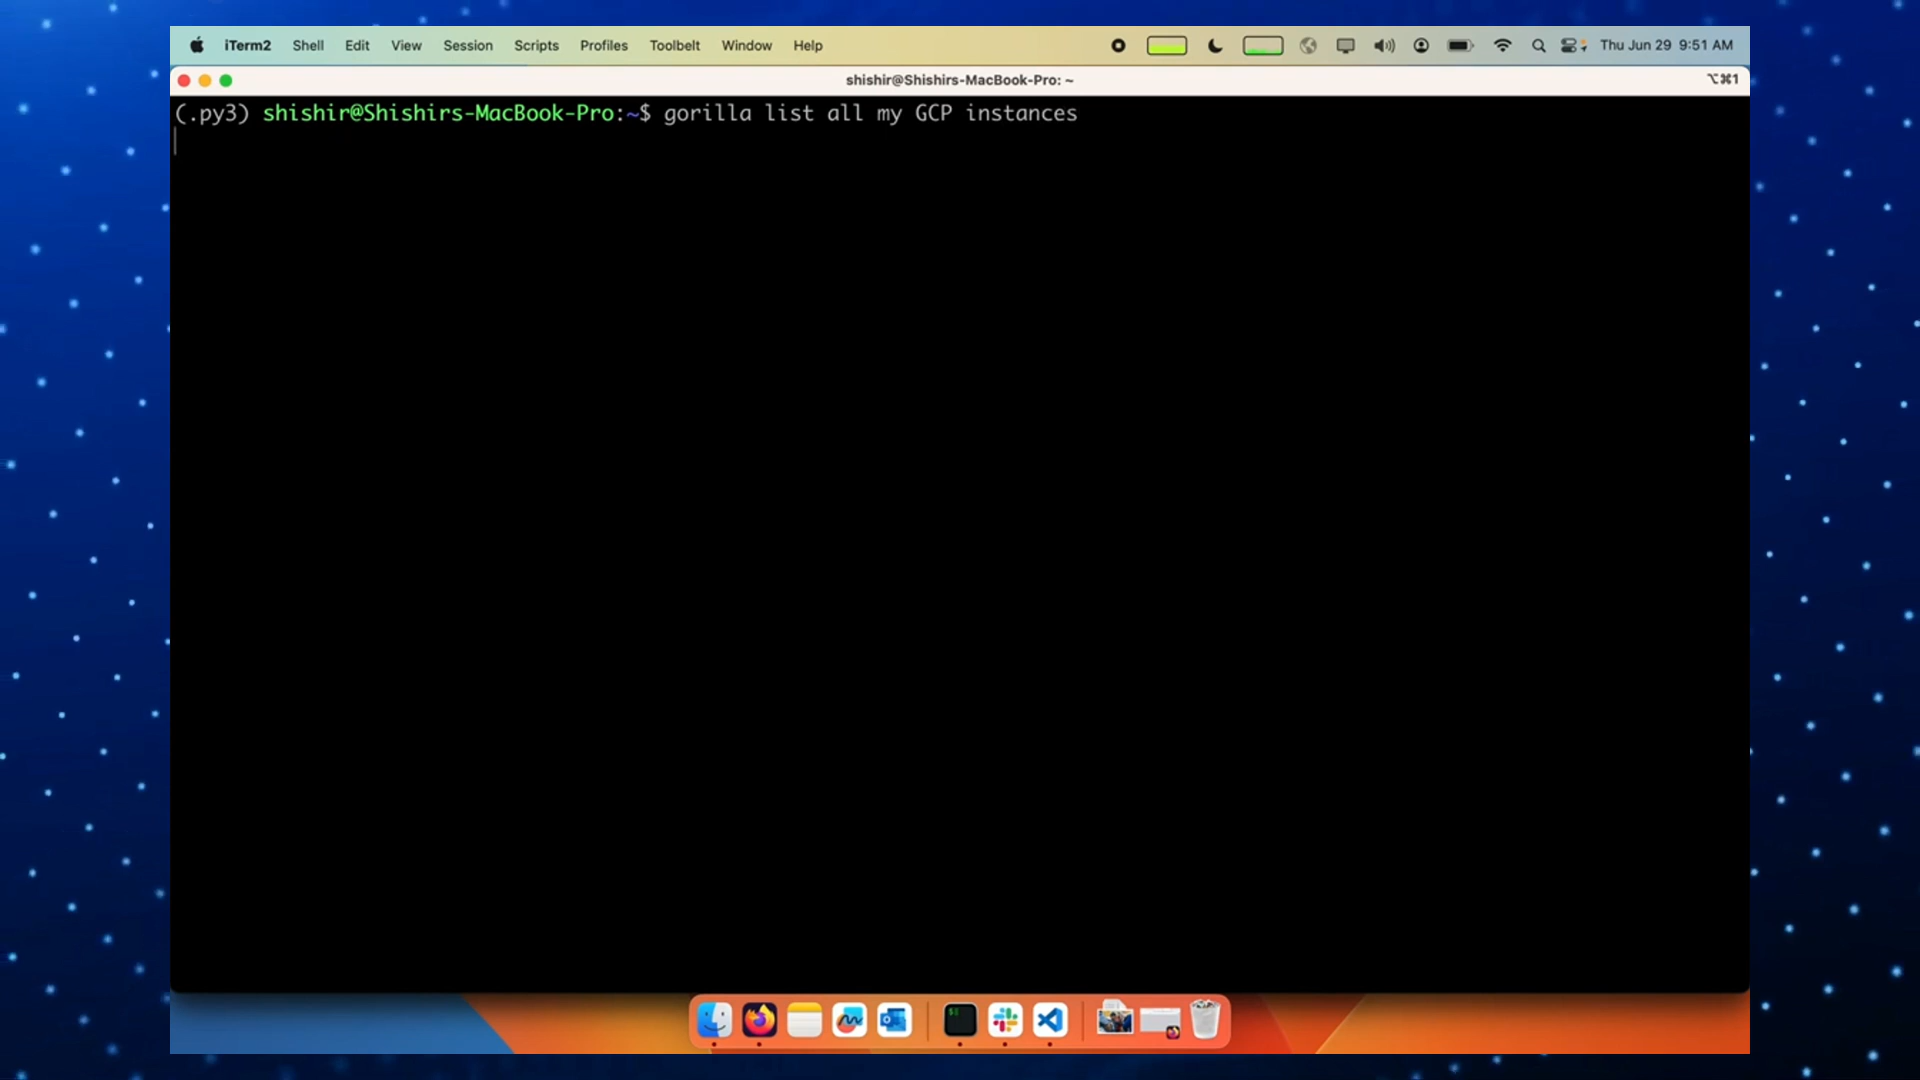 iTerm2 Shell Edit View Session Scripts Profiles Toolbelt Window Help Thu Jun 29 9:51 AM
shishir@Shishirs-MacBook-Pro: ~ ⌥⌘1
(.py3) shishir@Shishirs-MacBook-Pro:~$ gorilla list all my GCP instances